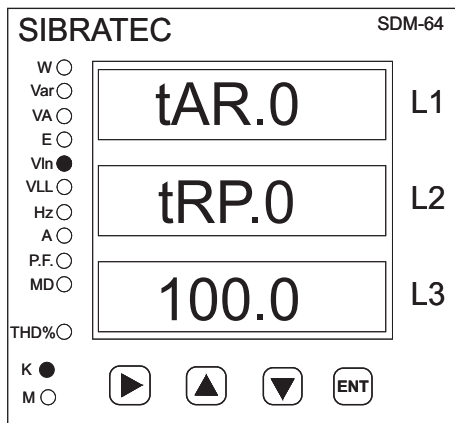 SIBRATEC SDM-64
W
Var
VA
E
Vln
VLL
Hz
A
P.F.
MD
THD%
K
M
tAR.0 L1
tRP.0 L2
100.0 L3
ENT